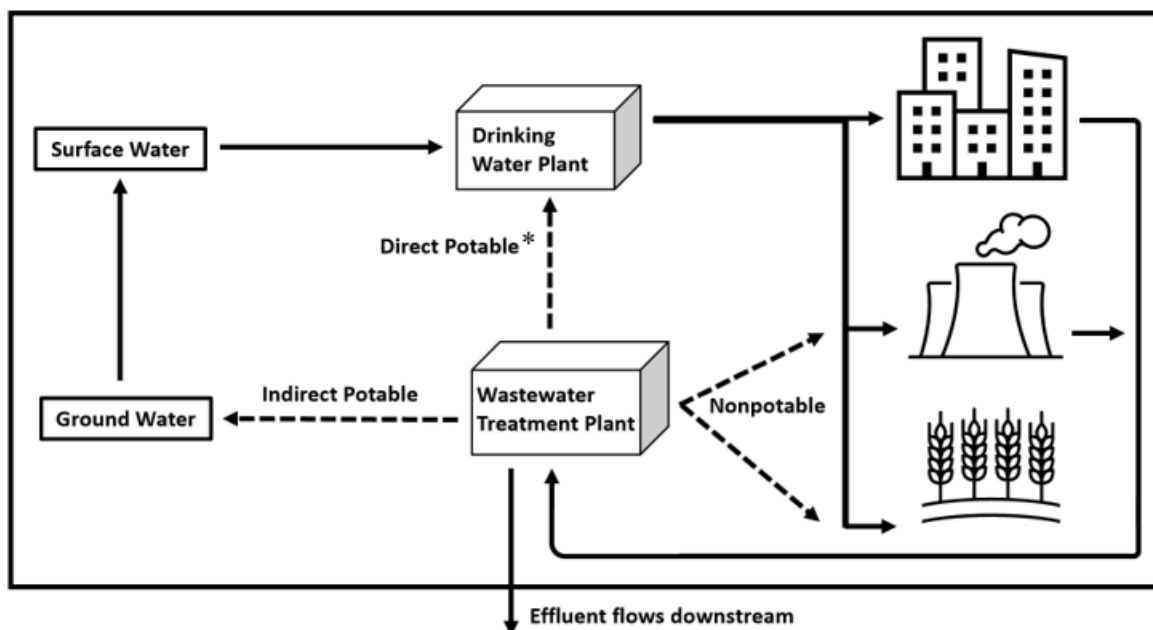 Surface Water
Drinking
Water Plant
Direct Potable*
Indirect Potable
Ground Water
Wastewater
Treatment Plant
Nonpotable
Effluent flows downstream